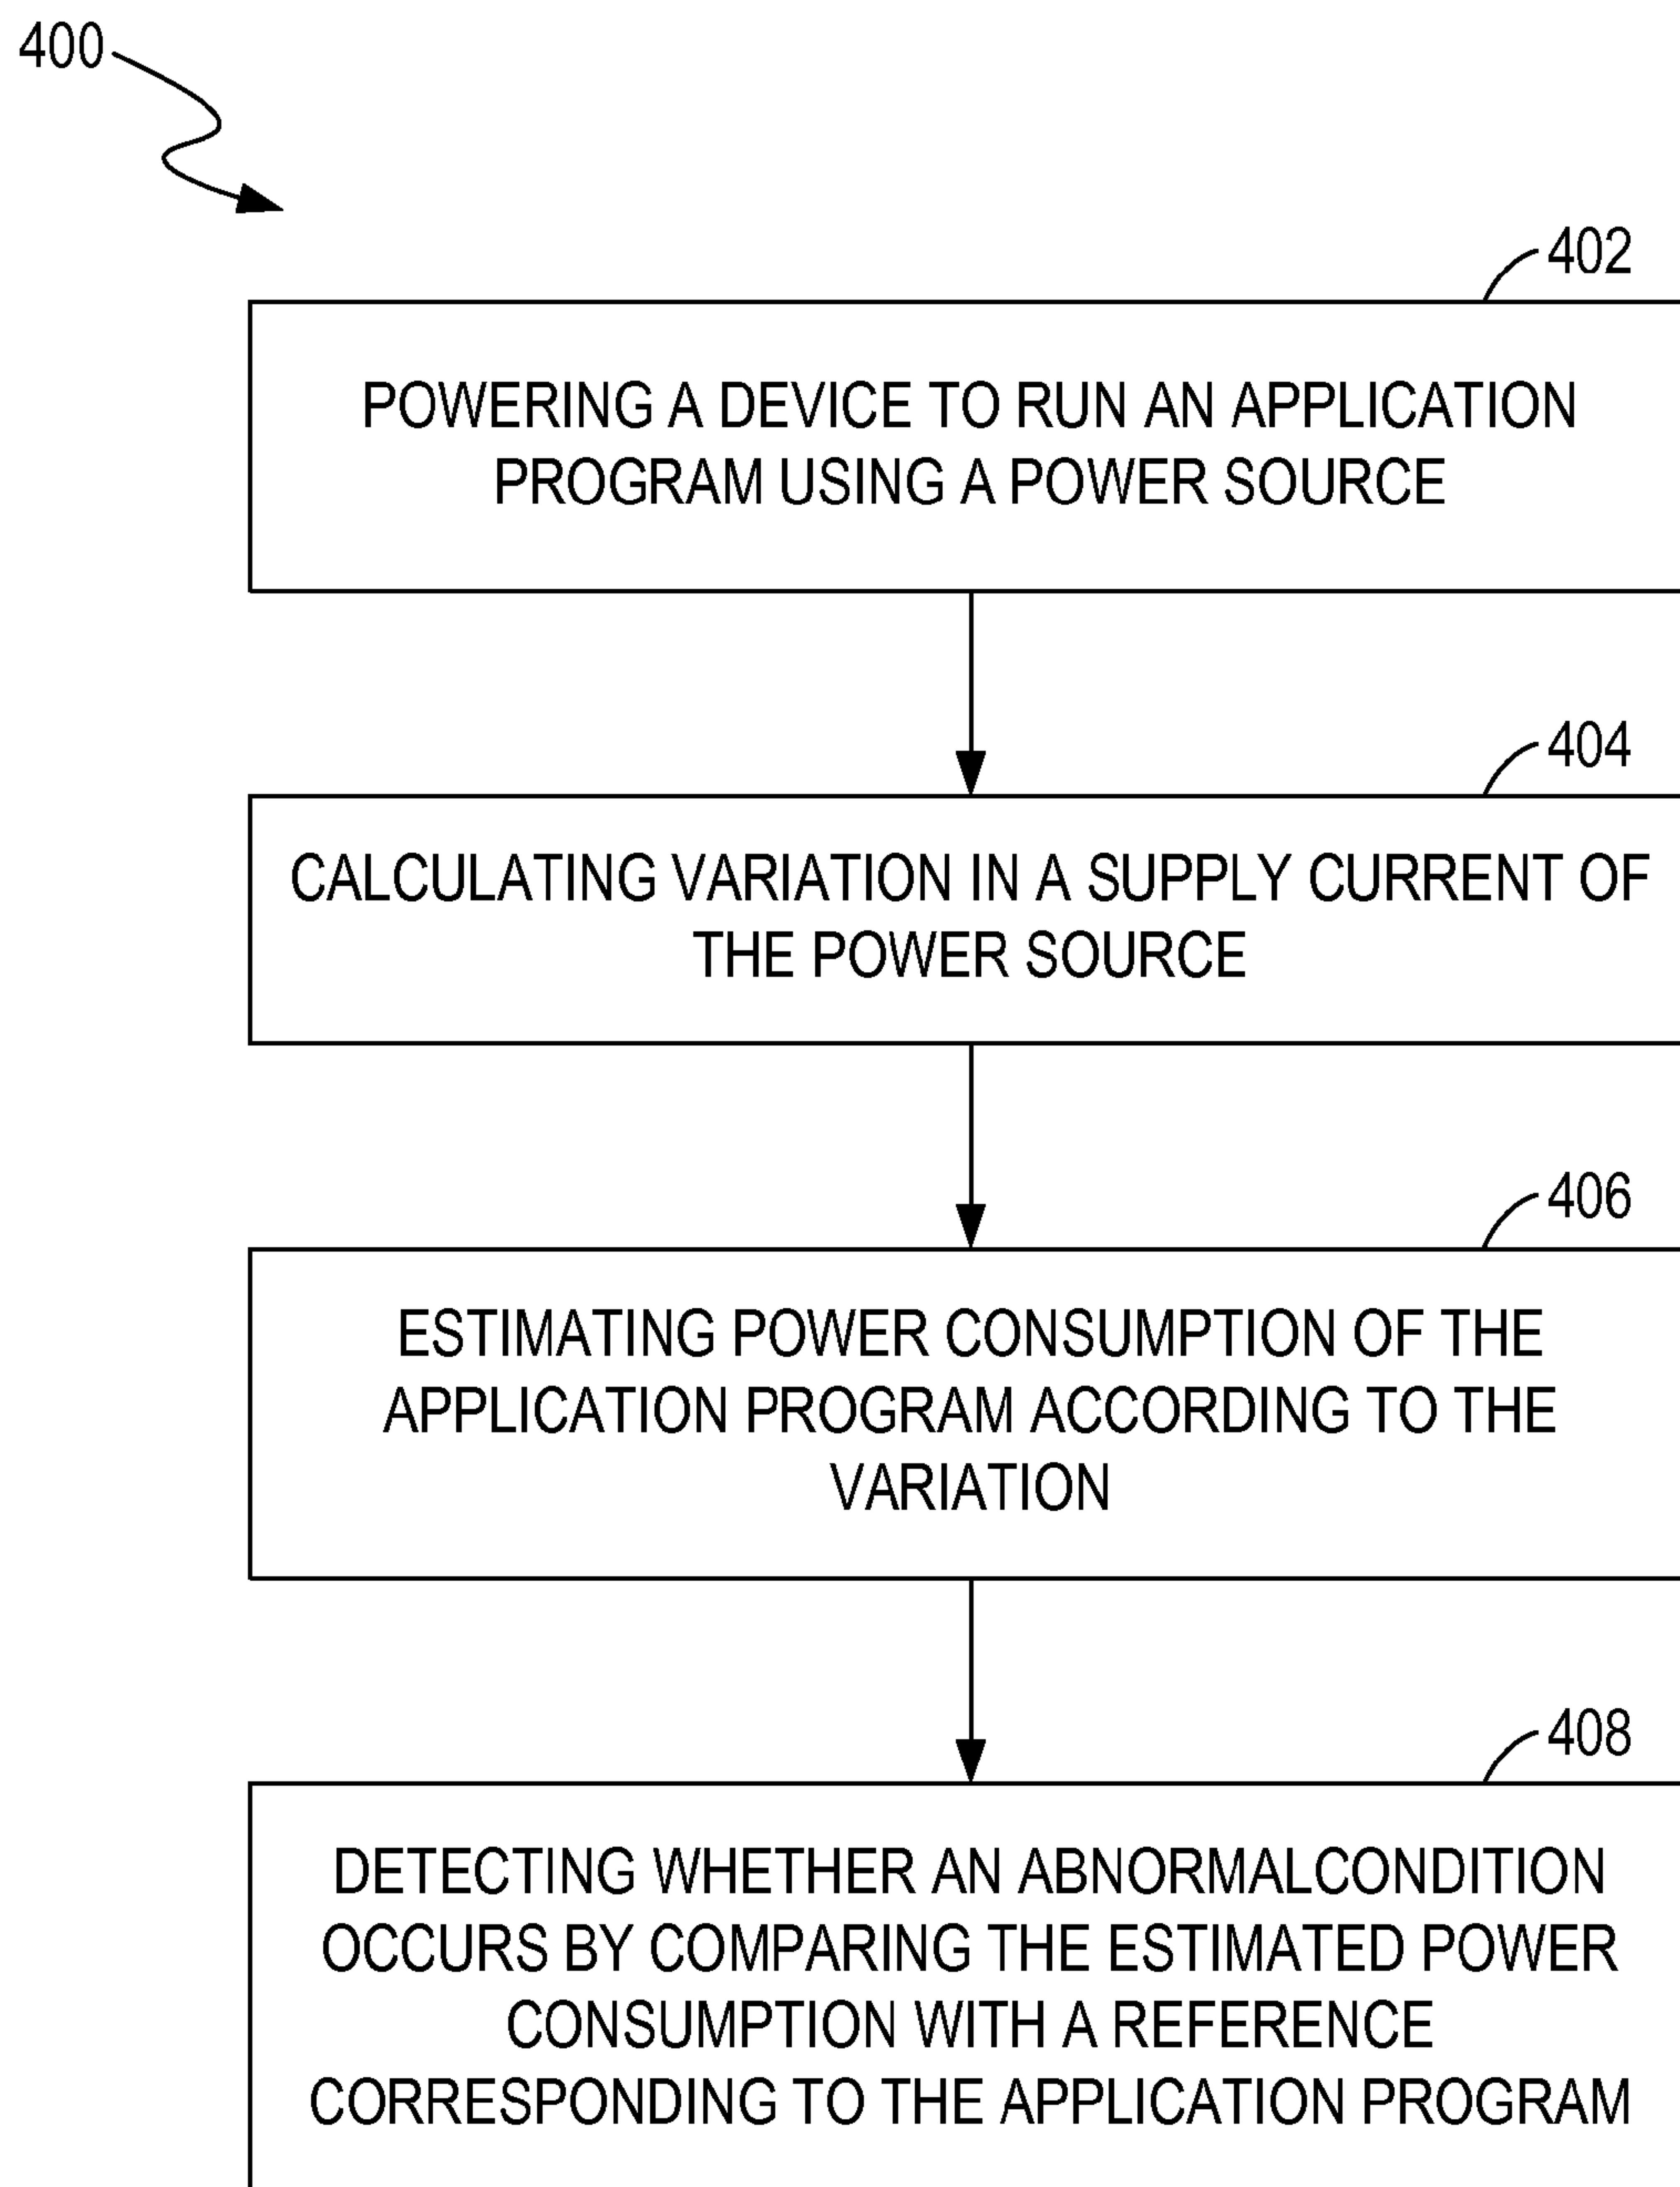 400
402
POWERING A DEVICE TO RUN AN APPLICATION
PROGRAM USING A POWER SOURCE
404
CALCULATING VARIATION IN A SUPPLY CURRENT OF
THE POWER SOURCE
406
ESTIMATING POWER CONSUMPTION OF THE
APPLICATION PROGRAM ACCORDING TO THE
VARIATION
408
DETECTING WHETHER AN ABNORMALCONDITION
OCCURS BY COMPARING THE ESTIMATED POWER
CONSUMPTION WITH A REFERENCE
CORRESPONDING TO THE APPLICATION PROGRAM